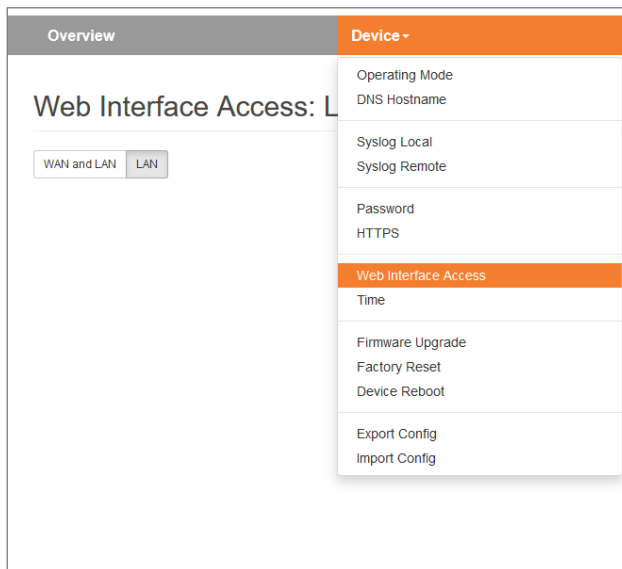 Overview
Device
Web Interface Access: L
WAN and LAN
LAN
Operating Mode
DNS Hostname
Syslog Local
Syslog Remote
Password
HTTPS
Web Interface Access
Time
Firmware Upgrade
Factory Reset
Device Reboot
Export Config
Import Config